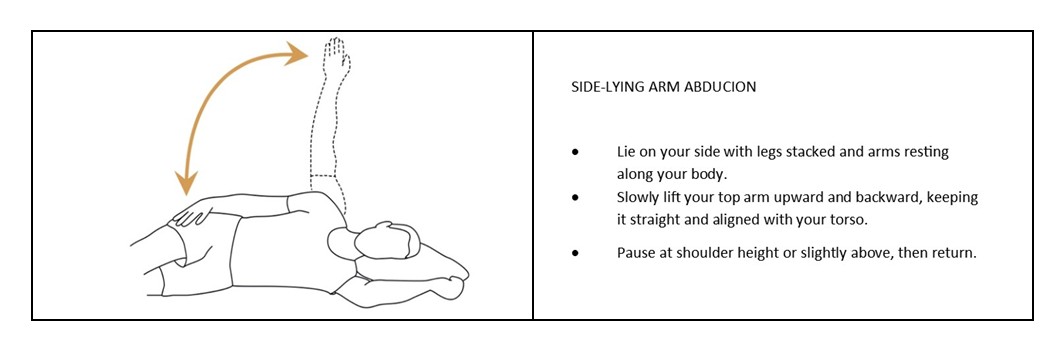 SIDE-LYING ARM ABDUCION
• Lie on your side with legs stacked and arms resting
along your body.
• Slowly lift your top arm upward and backward, keeping
it straight and aligned with your torso.
• Pause at shoulder height or slightly above, then return.